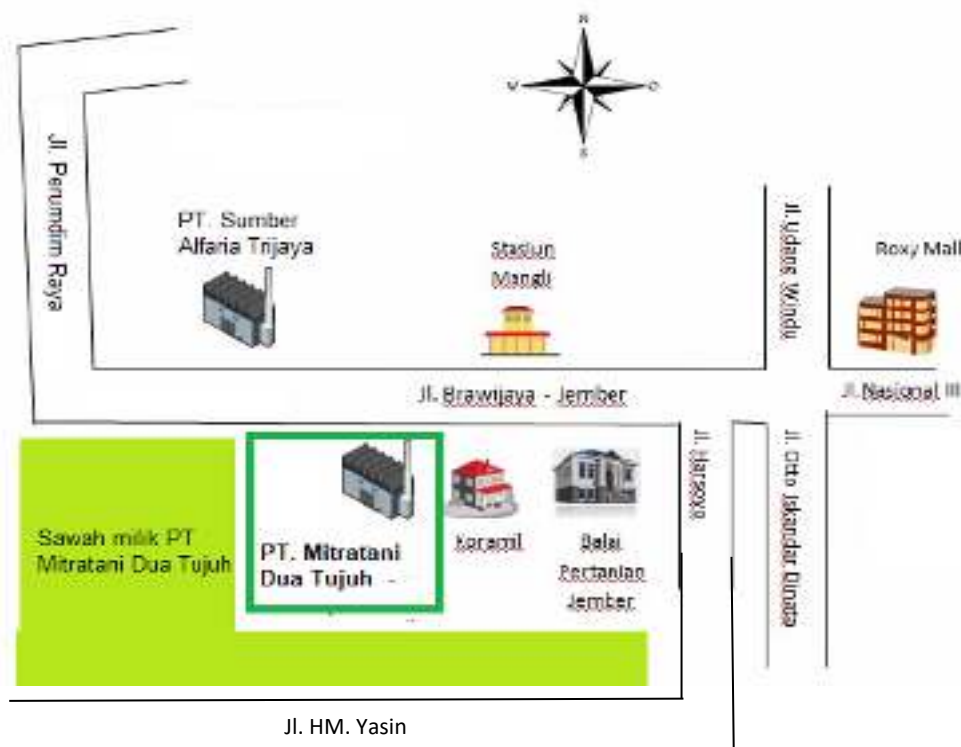 N
W
O
S
Jl. Perumdim Raya
PT. Sumber
Alfaria Trijaya
Stasiun
Mangli
Jl. Udang Windu
Roxy Mall
Jl. Brawijaya - Jember
Jl. Nasional III
Jl. Harsoyo
Jl. Otto Iskandar Dinata
Sawah milik PT
Mitratani Dua Tujuh
PT. Mitratani
Dua Tujuh -
Koramil
Balai
Pertanian
Jember
Jl. HM. Yasin